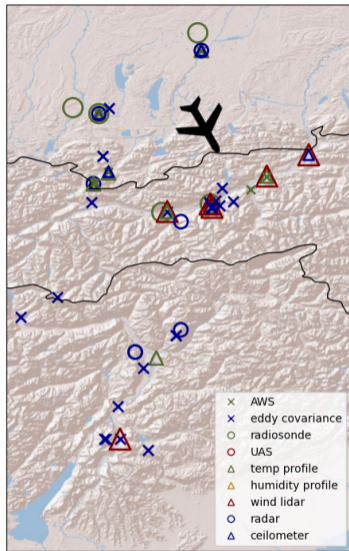 AWS
eddy covariance
radiosonde
UAS
temp profile
humidity profile
wind lidar
radar
ceilometer